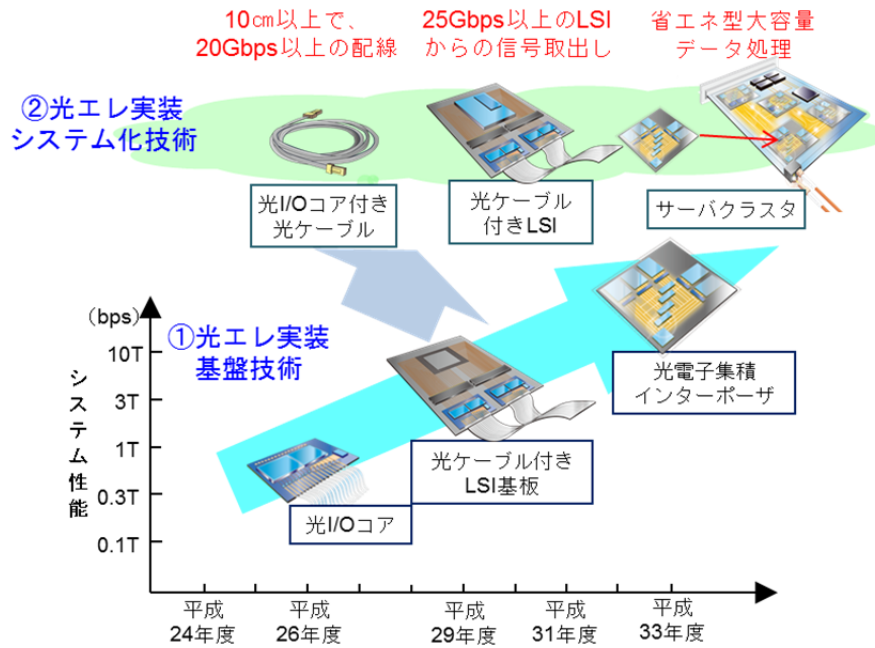 10㎝以上で、
20Gbps以上の配線
25Gbps以上のLSI
からの信号取出し
省エネ型大容量
データ処理
②光エレ実装
システム化技術
光I/Oコア付き
光ケーブル
光ケーブル
付きLSI
サーバクラスタ
(bps)
10T
3T
1T
0.3T
0.1T
システム性能
①光エレ実装
基盤技術
光I/Oコア
光ケーブル付き
LSI基板
光電子集積
インターポーザ
平成
24年度
平成
26年度
平成
29年度
平成
31年度
平成
33年度